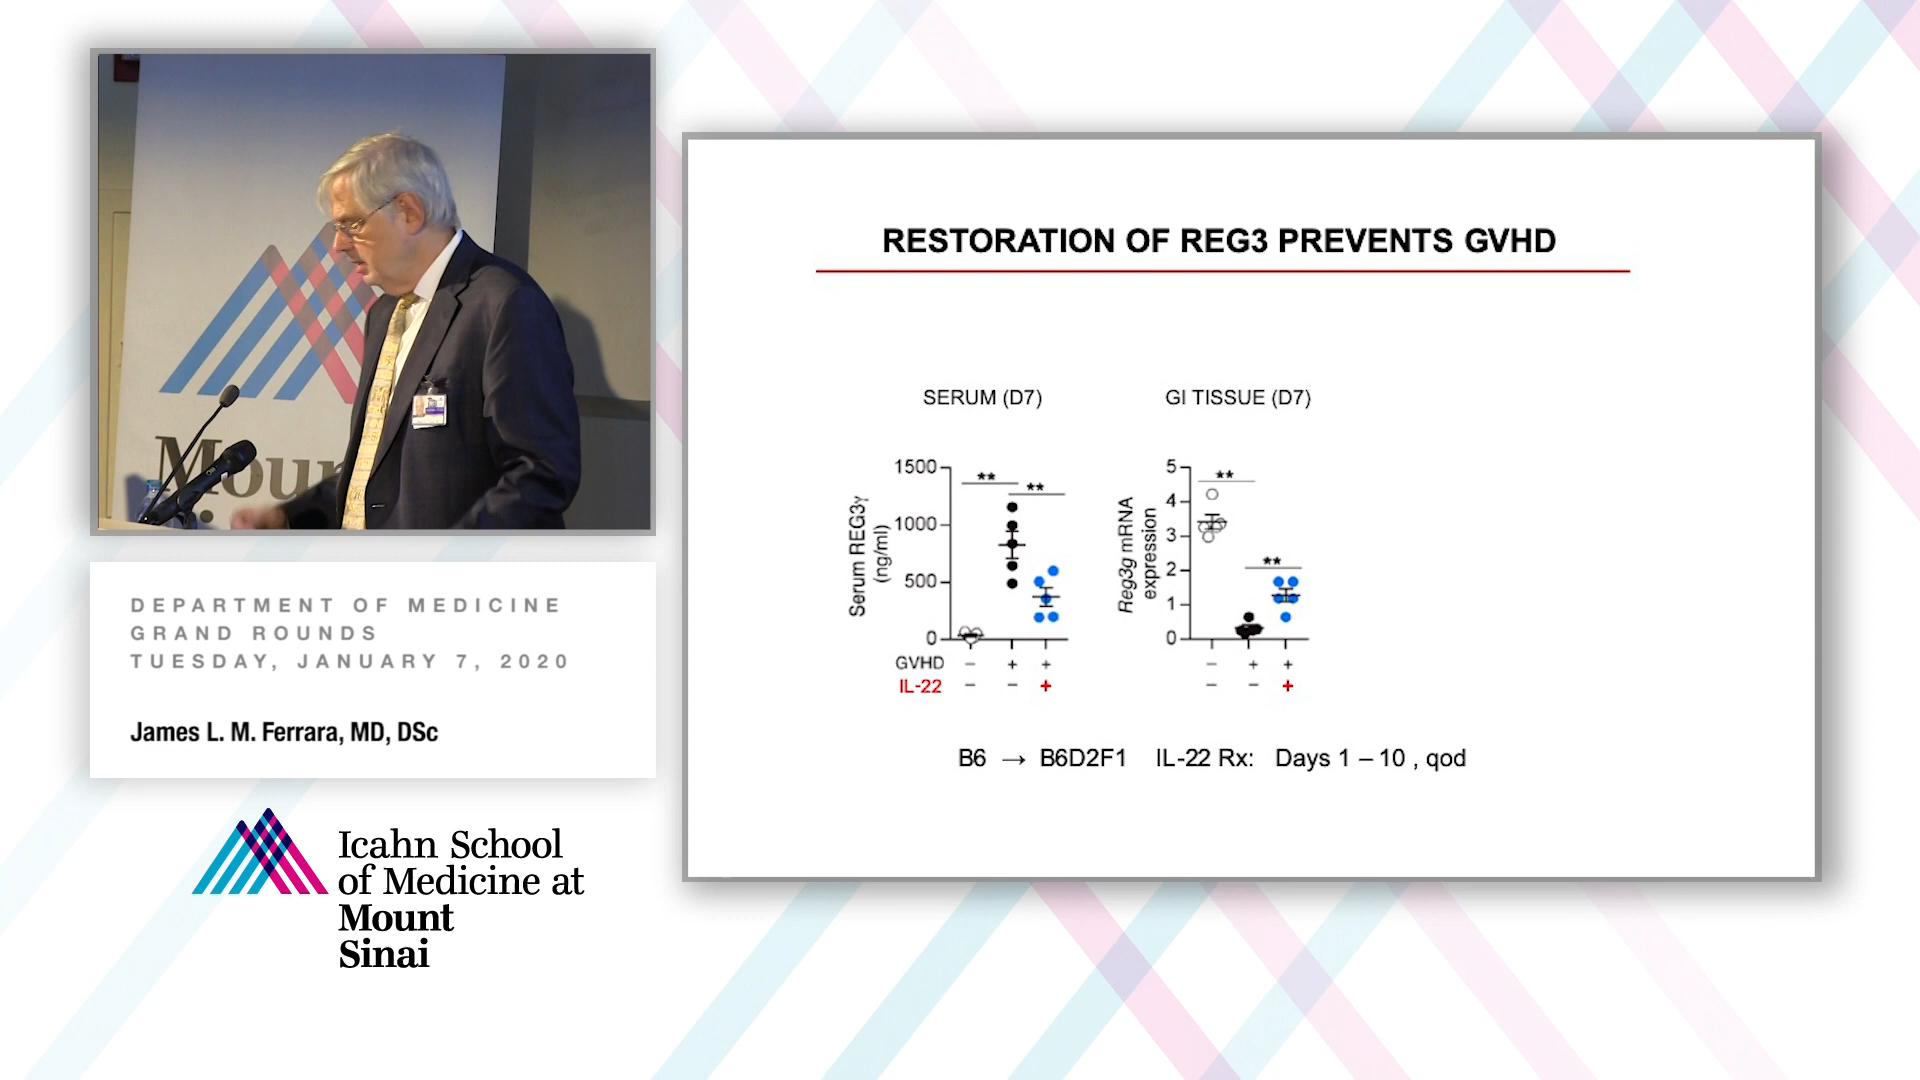 Moun
DEPARTMENT OF MEDICINE
GRAND ROUNDS
TUESDAY, JANUARY 7, 2020
James L. M. Ferrara, MD, DSc
Icahn School
of Medicine at
Mount
Sinai
RESTORATION OF REG3 PREVENTS GVHD
SERUM (D7)
Serum REG3γ
(ng/ml)
1500
1000
500
0
** **
GVHD – + +
IL-22 – – +
GI TISSUE (D7)
Reg3g mRNA
expression
5
4
3
2
1
0
**
**
– + +
– – +
B6 → B6D2F1 IL-22 Rx: Days 1 – 10 , qod